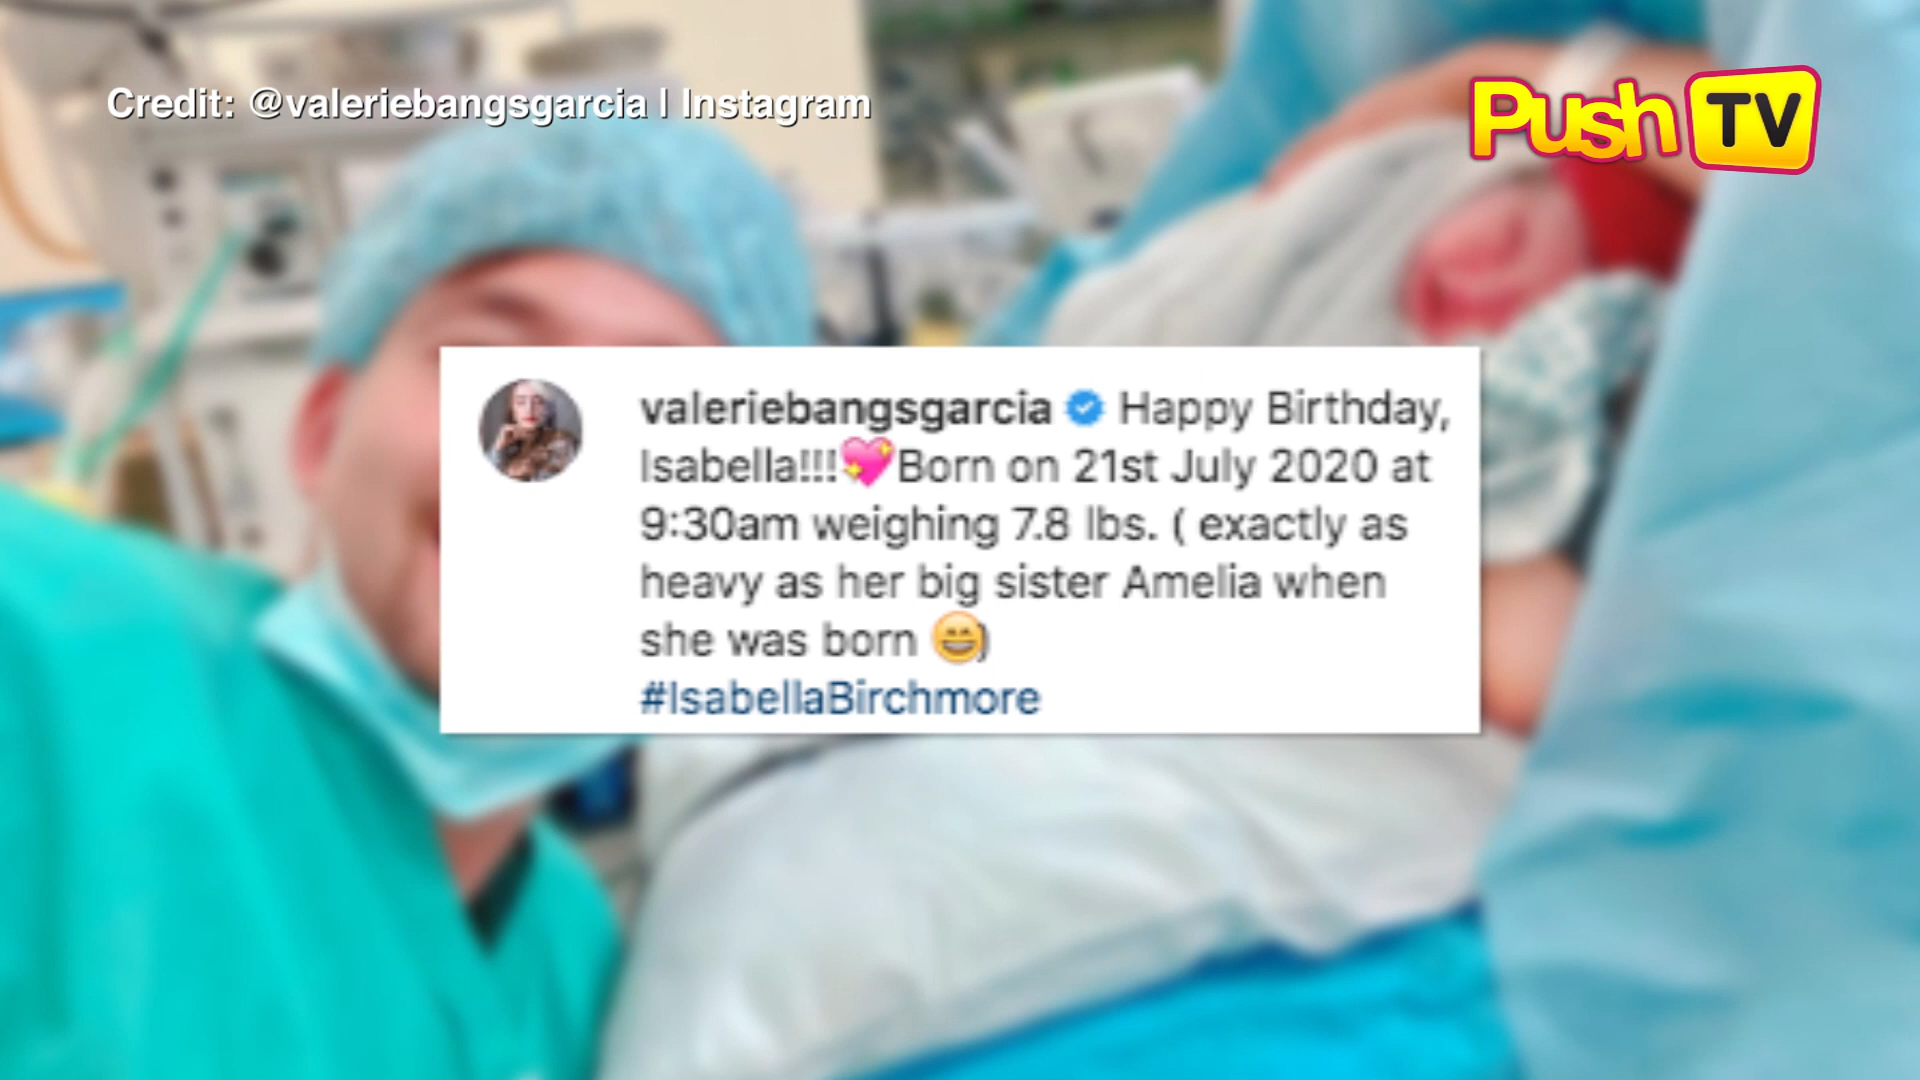 Credit: @valeriebangsgarcia | Instagram
Push TV
valeriebangsgarcia Happy Birthday,
Isabella!!!💖Born on 21st July 2020 at
9:30am weighing 7.8 lbs. ( exactly as
heavy as her big sister Amelia when
she was born 😄)
#IsabellaBirchmore